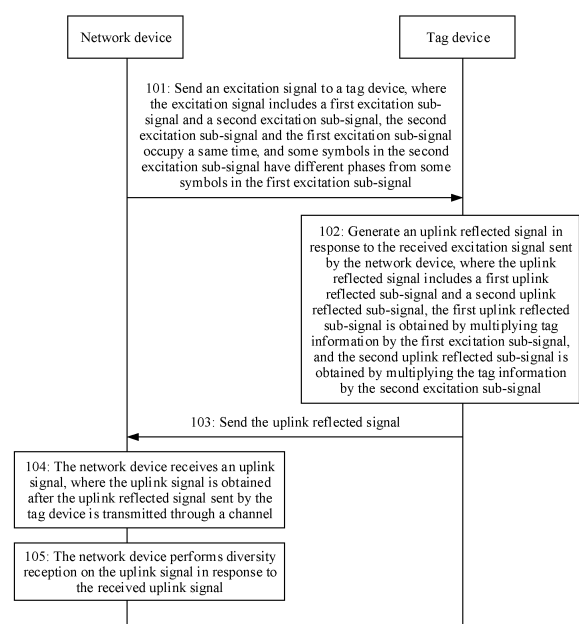 Network device
Tag device
101: Send an excitation signal to a tag device, where
the excitation signal includes a first excitation sub-
signal and a second excitation sub-signal, the second
excitation sub-signal and the first excitation sub-signal
occupy a same time, and some symbols in the second
excitation sub-signal have different phases from some
symbols in the first excitation sub-signal
102: Generate an uplink reflected signal in
response to the received excitation signal sent
by the network device, where the uplink
reflected signal includes a first uplink
reflected sub-signal and a second uplink
reflected sub-signal, the first uplink reflected
sub-signal is obtained by multiplying tag
information by the first excitation sub-signal,
and the second uplink reflected sub-signal is
obtained by multiplying the tag information
by the second excitation sub-signal
103: Send the uplink reflected signal
104: The network device receives an uplink
signal, where the uplink signal is obtained
after the uplink reflected signal sent by the
tag device is transmitted through a channel
105: The network device performs diversity
reception on the uplink signal in response to
the received uplink signal